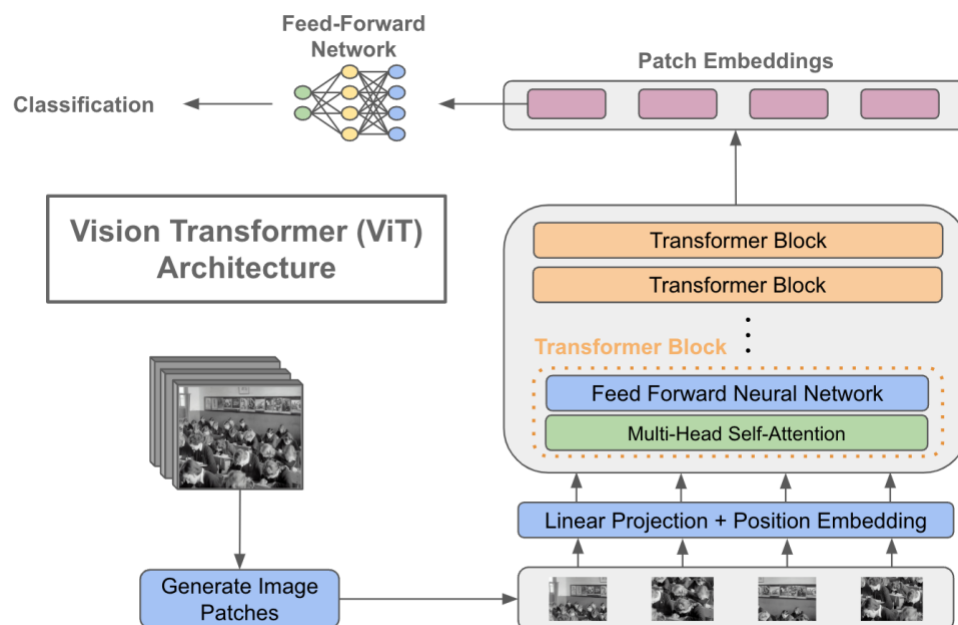 Feed-Forward
Network
Patch Embeddings
Classification
Vision Transformer (ViT)
Architecture
Transformer Block
Transformer Block
Transformer Block
Feed Forward Neural Network
Multi-Head Self-Attention
Linear Projection + Position Embedding
Generate Image
Patches